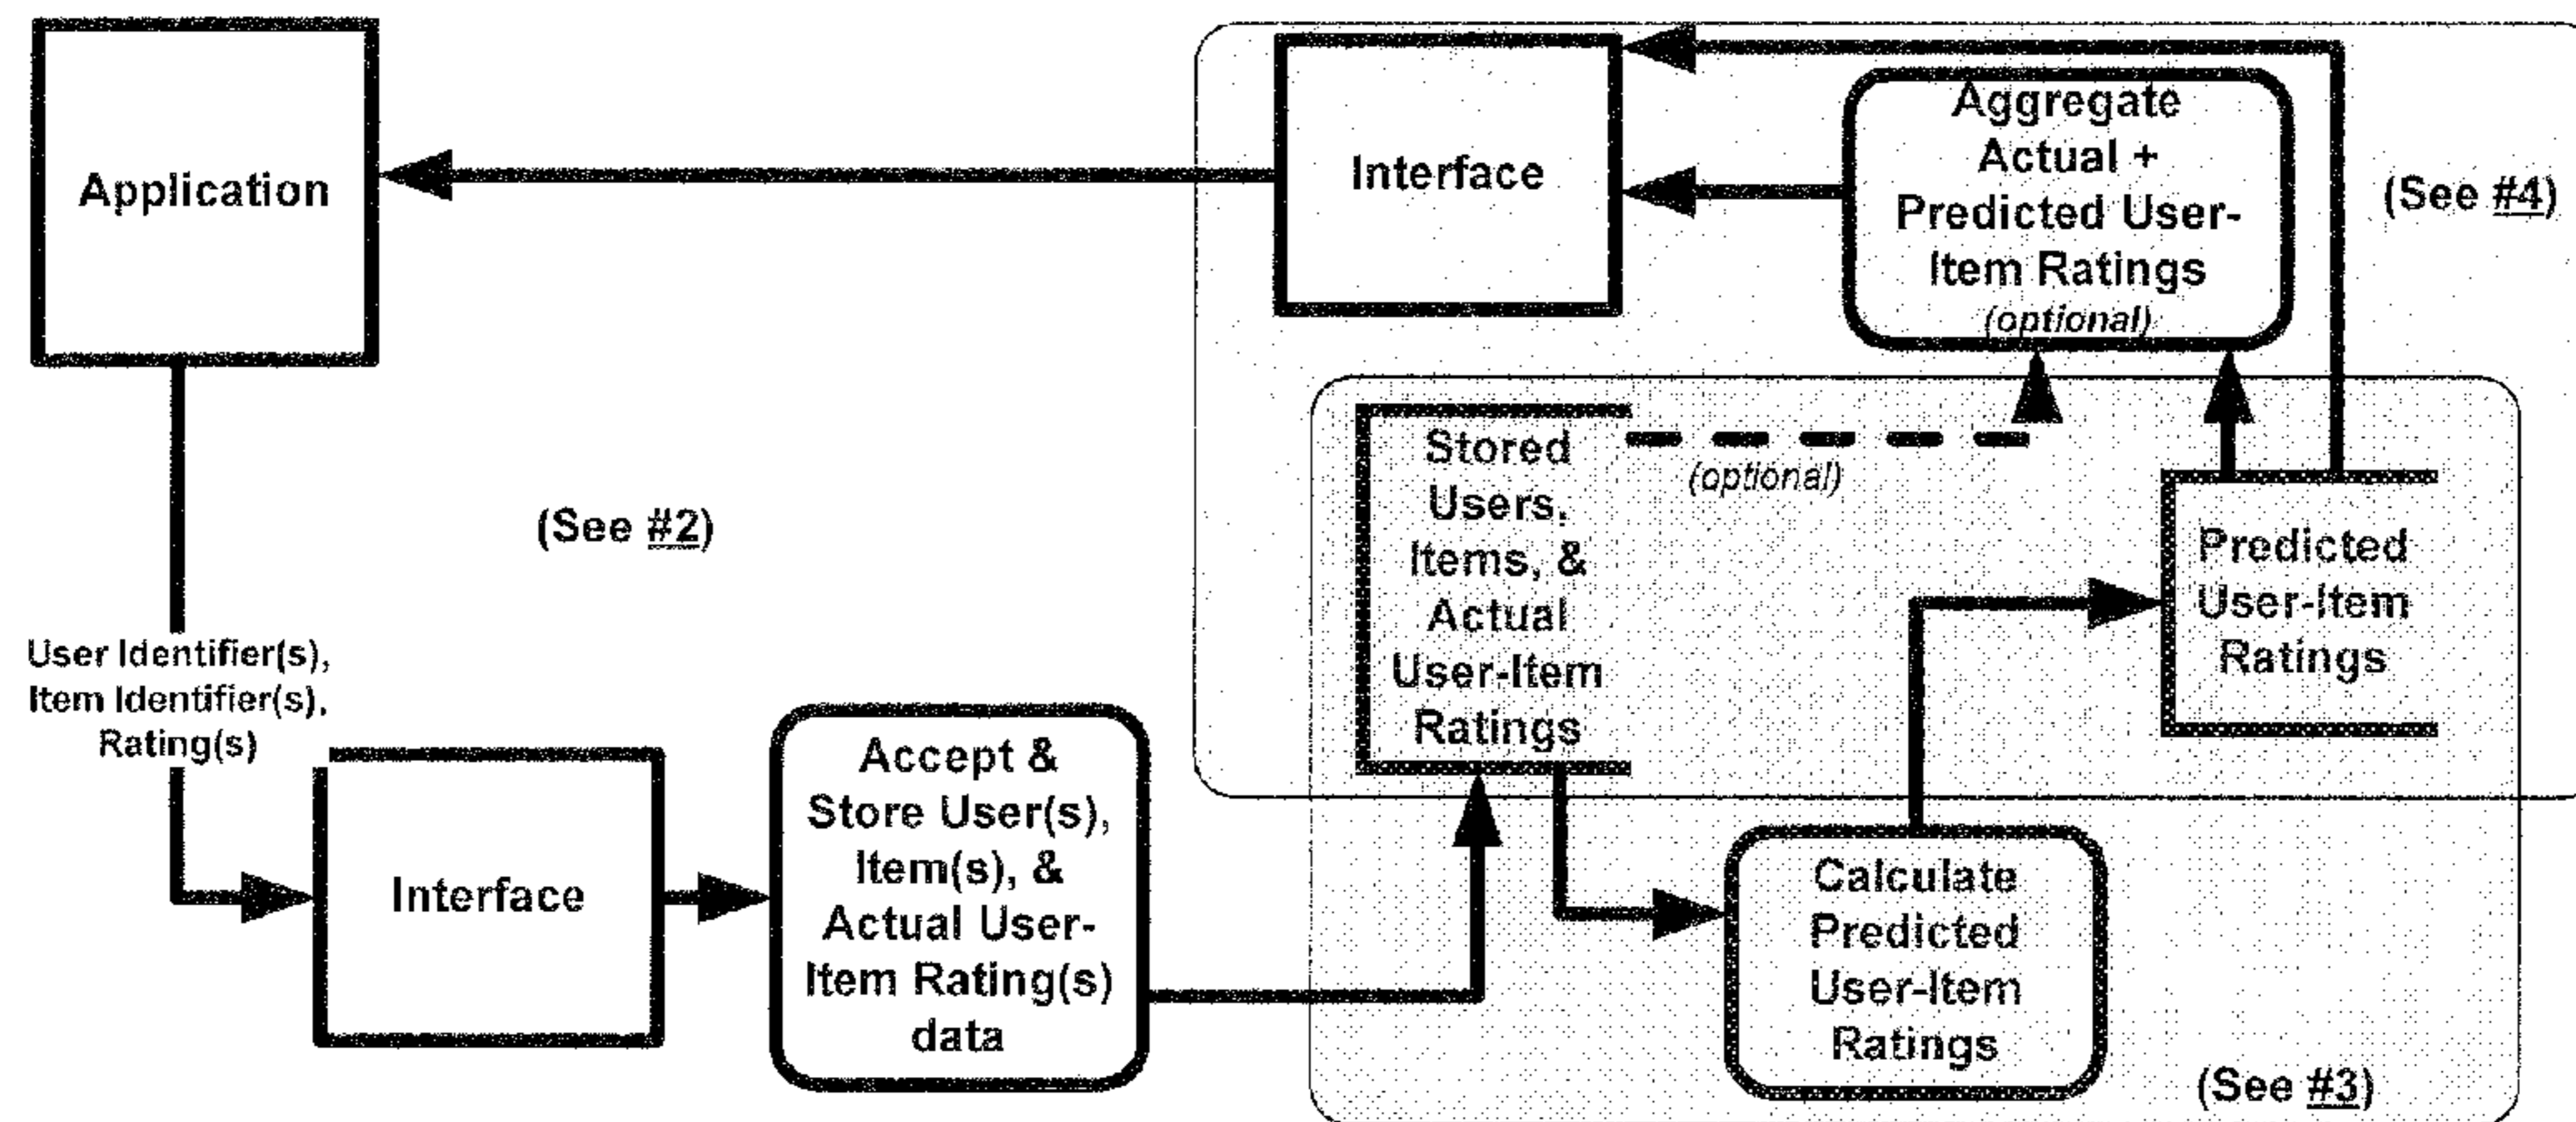 Application
Interface
Aggregate
Actual +
Predicted User-
Item Ratings
(optional)
(See #4)
(See #2)
Stored
Users,
Items, &
Actual
User-Item
Ratings
(optional)
Predicted
User-Item
Ratings
User Identifier(s),
Item Identifier(s),
Rating(s)
Interface
Accept &
Store User(s),
Item(s), &
Actual User-
Item Rating(s)
data
Calculate
Predicted
User-Item
Ratings
(See #3)